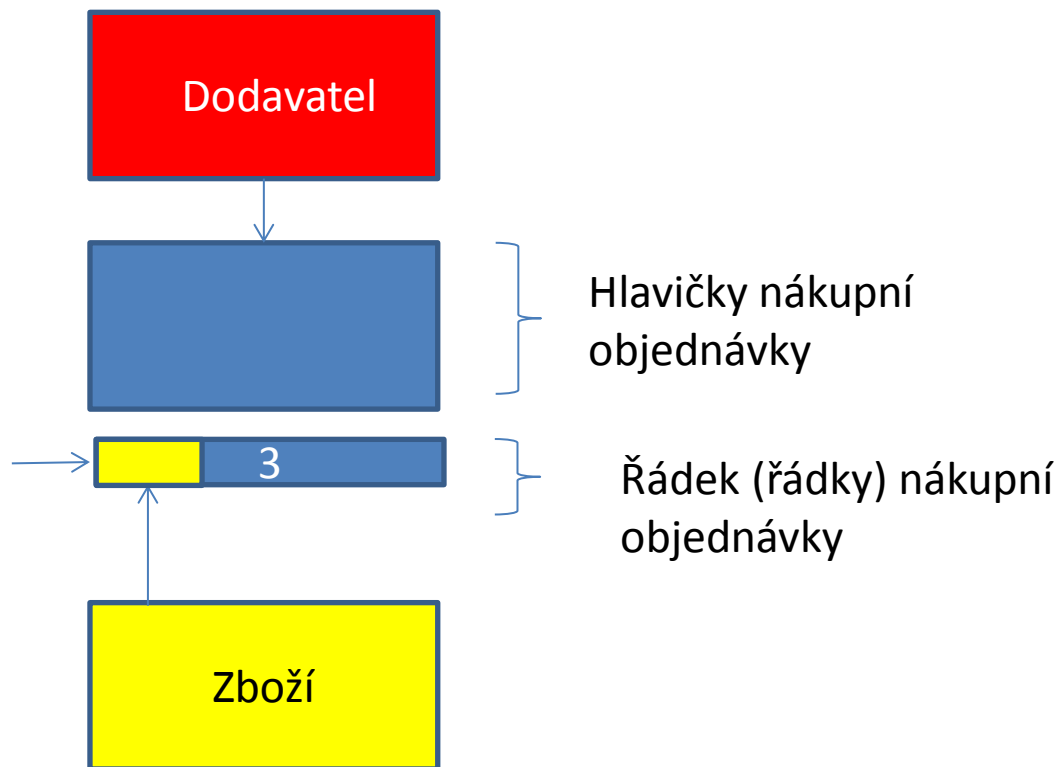 Dodavatel
Hlavičky nákupní
objednávky
3
Řádek (řádky) nákupní
objednávky
Zboží